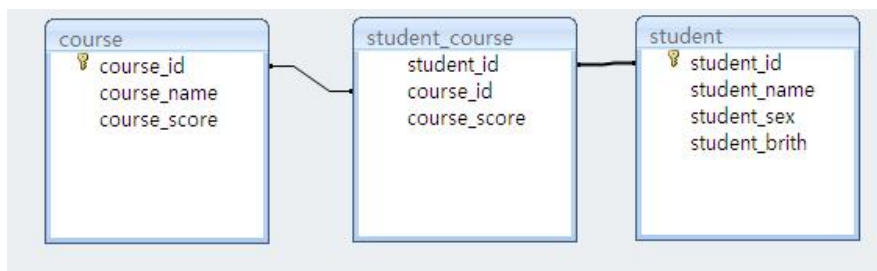 course
course_id
course_name
course_score
student_course
student_id
course_id
course_score
student
student_id
student_name
student_sex
student_brith